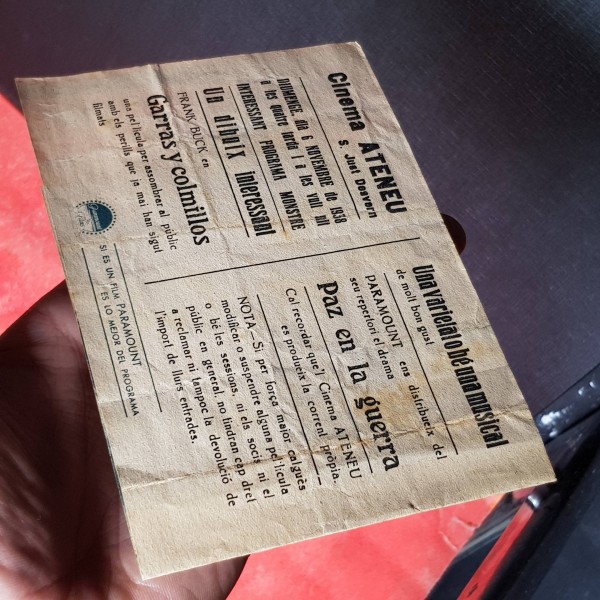 Cinema ATENEU
S. Just Desvern
DIUMENGE, dia 6 NOVEMBRE de 1938
a les quatre tarda i a les vuit nit
INTERESSANT PROGRAMA MONSTRE
Un dibuix interessant
FRANK BUCK en
Garras y colmillos
una pel·lícula per assombrar al públic
amb els perills que ja mai han sigut
filmats
Una varietat o bé una musical
de molt bon gust
PARAMOUNT ens distribueix del
seu repertori el drama
Paz en la guerra
Cal recordar que el Cinema ATENEU
es produeix la corrent pròpia.
NOTA.-Si per força major calgués
modificar o suspendre alguna pel·lícula
o bé les sessions, ni els socis ni el
públic en general, no tindran cap dret
a reclamar ni tampoc la devolució de
l'import de llurs entrades.
SI ES UN FILM PARAMOUNT
ES LO MEJOR DEL PROGRAMA